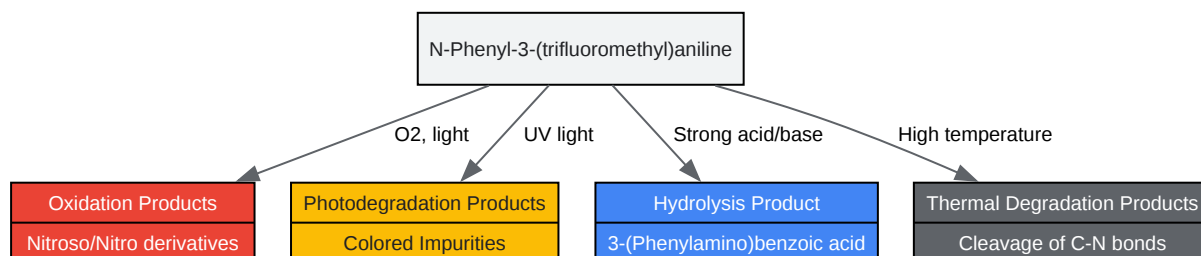 N-Phenyl-3-(trifluoromethyl)aniline
O2, light
UV light
Strong acid/base
High temperature
Oxidation Products
Photodegradation Products
Hydrolysis Product
Thermal Degradation Products
Nitroso/Nitro derivatives
Colored Impurities
3-(Phenylamino)benzoic acid
Cleavage of C-N bonds